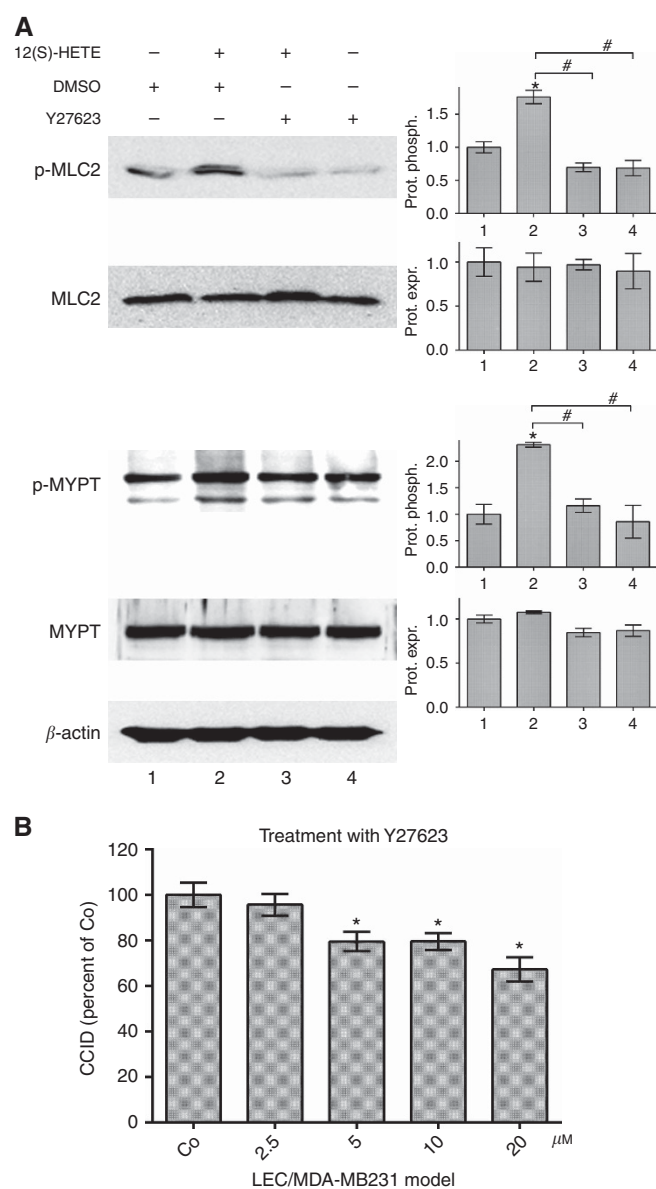 A
12(S)-HETE – + + –
DMSO + + – –
Y27623 – – + +
p-MLC2
MLC2
p-MYPT
MYPT
β-actin
1 2 3 4
#
#
*
Prot. phosph.
1.5
1.0
0.5
0.0
1 2 3 4
Prot. expr.
1.0
0.5
0.0
1 2 3 4
#
#
*
Prot. phosph.
2.0
1.0
0.5
0.0
1 2 3 4
Prot. expr.
1.0
0.5
0.0
1 2 3 4
B
Treatment with Y27623
CCID (percent of Co)
120
100
80
60
40
20
0
* * *
Co 2.5 5 10 20 μM
LEC/MDA-MB231 model